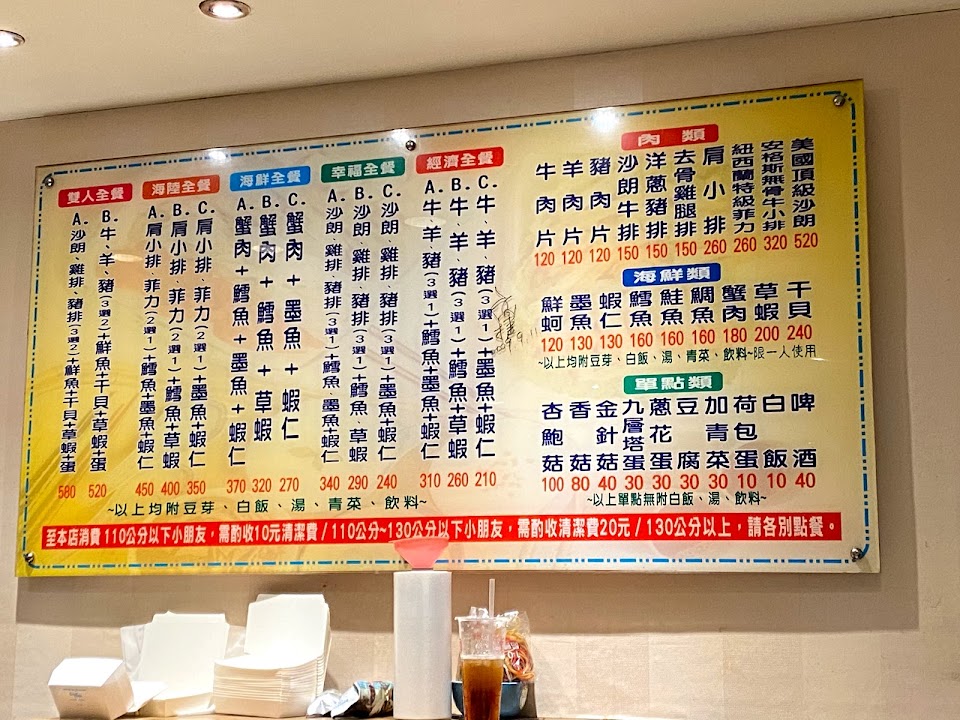 雙人全餐
A.沙朗、雞排、豬排(3選2)+鮮魚+干貝+草蝦+蛋 580
B.牛、羊、豬(3選2)+鮮魚+干貝+草蝦+蛋 520
海陸全餐
A.肩小排、菲力(2選1)+鱈魚+墨魚+蝦仁 450
B.肩小排、菲力(2選1)+鱈魚+草蝦 400
C.肩小排、菲力(2選1)+墨魚+蝦仁 350
海鮮全餐
A.蟹肉+鱈魚+墨魚+蝦仁 370
B.蟹肉+鱈魚+草蝦 320
C.蟹肉+墨魚+蝦仁 270
幸福全餐
A.沙朗、雞排、豬排(3選1)+鱈魚+墨魚+蝦仁 340
B.沙朗、雞排、豬排(3選1)+鱈魚、草蝦 290
C.沙朗、雞排、豬排(3選1)+墨魚+蝦仁 240
經濟全餐
A.牛、羊、豬(3選1)+鱈魚+墨魚+蝦仁 310
B.牛、羊、豬(3選1)+鱈魚+草蝦 260
C.牛、羊、豬(3選1)+墨魚+蝦仁 210
~以上均附豆芽、白飯、湯、青菜、飲料~
肉類
牛肉片 120
羊肉片 120
豬肉片 120
沙朗牛排 150
洋蔥豬排 150
去骨雞腿排 150
肩小排 260
紐西蘭特級菲力 260
安格斯無骨牛小排 320
美國頂級沙朗 520
海鮮類
鮮蚵 120
墨魚 130
蝦仁 130
鱈魚 160
鮭魚 160
鯛魚 160
蟹肉 180
草蝦 200
干貝 240
~以上均附豆芽、白飯、湯、青菜、飲料~限一人使用
單點類
杏鮑菇 100
香菇 80
金針菇 40
九層塔蛋 30
蔥花蛋 30
豆腐 30
加青菜 30
荷包蛋 10
白飯 10
啤酒 40
~以上單點無附白飯、湯、飲料~
至本店消費110公分以下小朋友，需酌收10元清潔費/110公分~130公分以下小朋友，需酌收清潔費20元/130公分以上，請各別點餐。